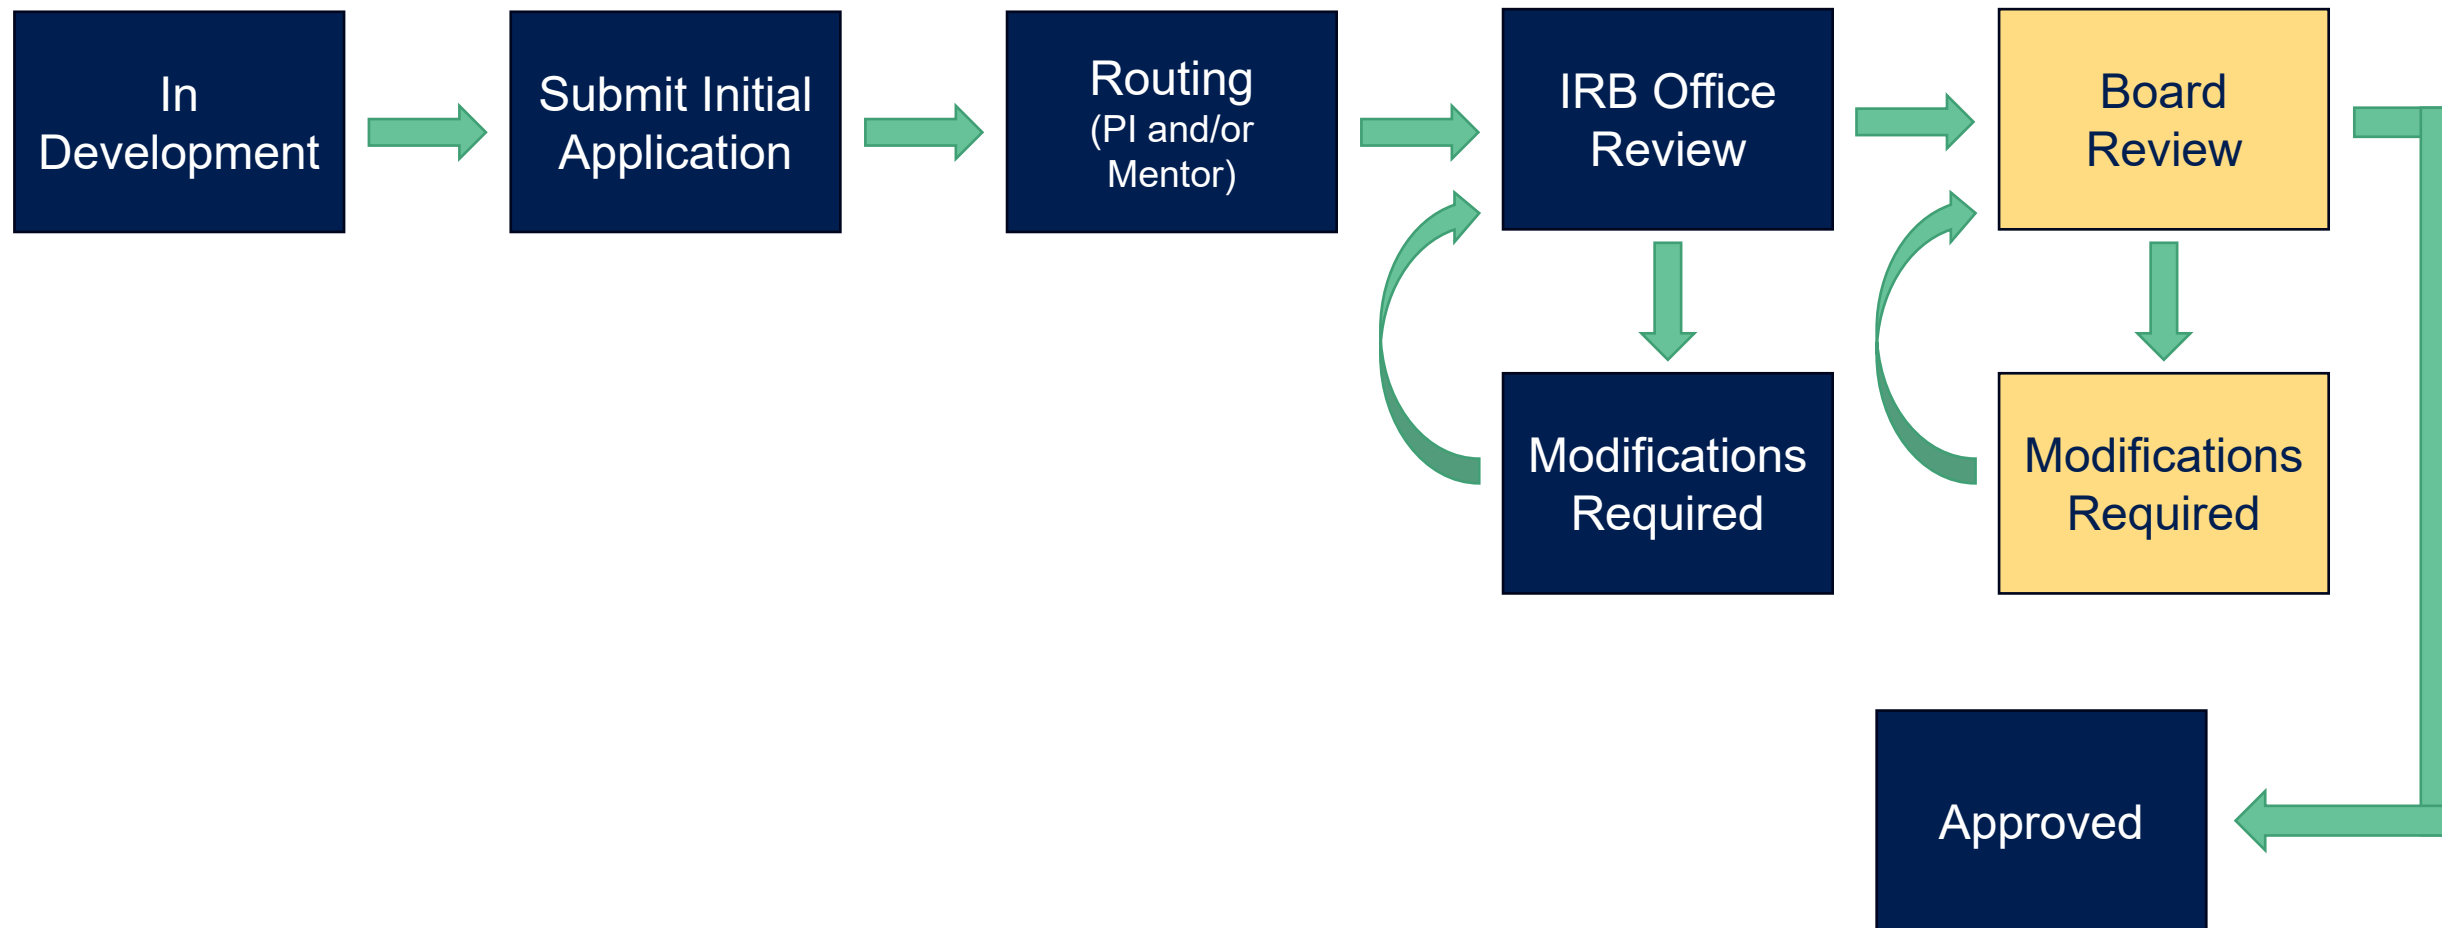 In
Development
Submit Initial
Application
Routing
(PI and/or
Mentor)
IRB Office
Review
Board
Review
Modifications
Required
Modifications
Required
Approved